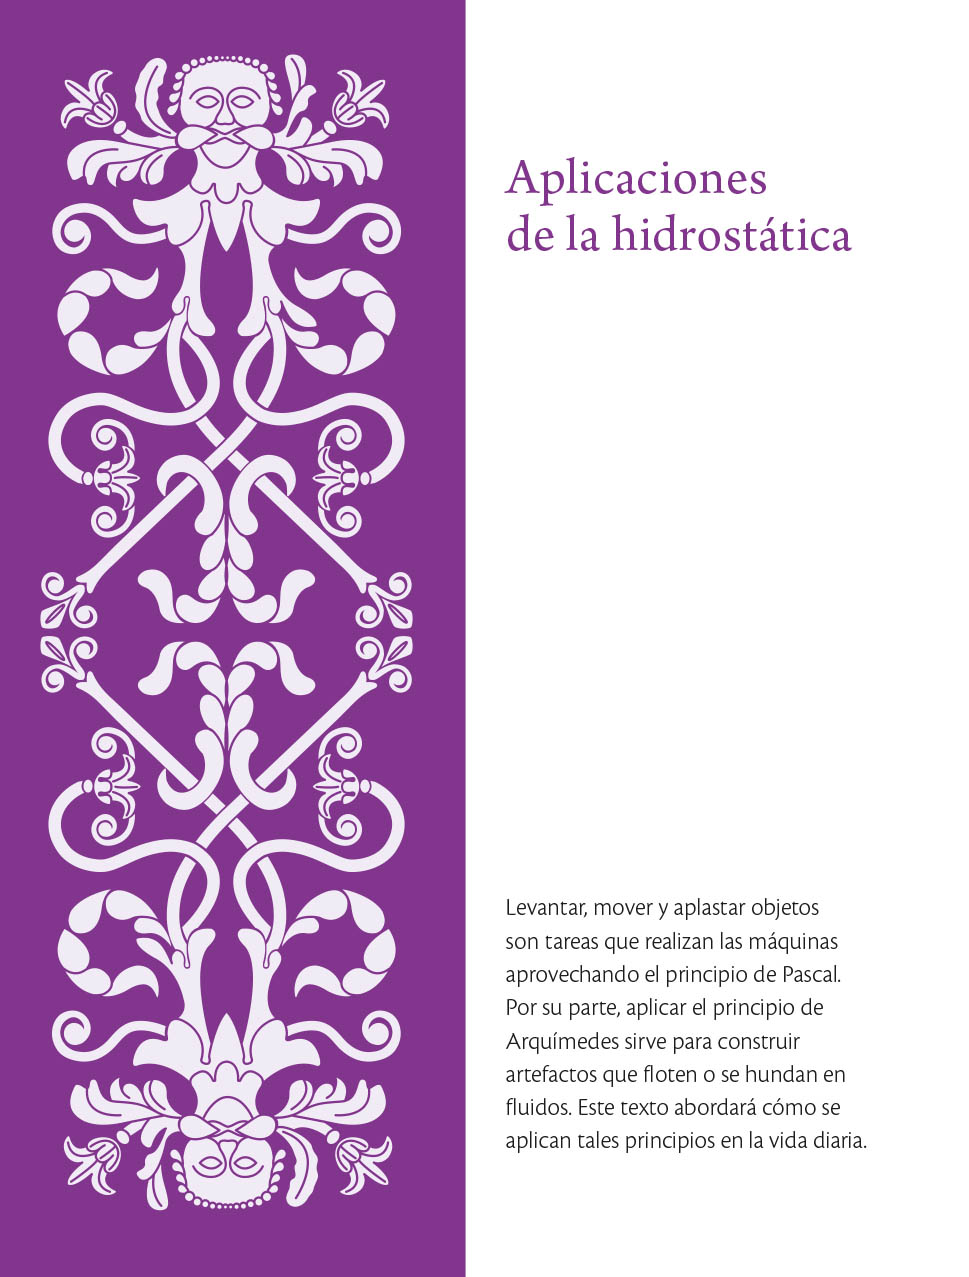 Aplicaciones
de la hidrostática
Levantar, mover y aplastar objetos
son tareas que realizan las máquinas
aprovechando el principio de Pascal.
Por su parte, aplicar el principio de
Arquímedes sirve para construir
artefactos que floten o se hundan en
fluidos. Este texto abordará cómo se
aplican tales principios en la vida diaria.